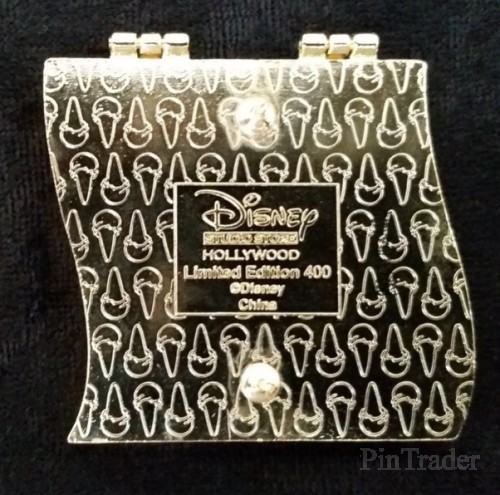 Disney
STUDIO STORE
HOLLYWOOD
Limited Edition 400
©Disney
China
PinTrader